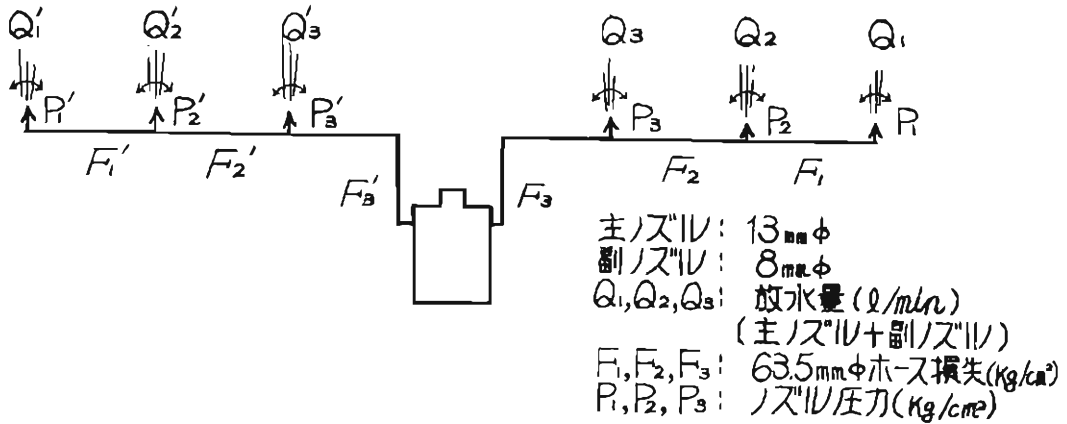 Q₁′ Q₂′ Q₃′ Q₃ Q₂ Q₁
P₁′ P₂′ P₃′ P₃ P₂ P₁
F₁′ F₂′ F₃′ F₃ F₂ F₁
主ノズル: 13mmφ
副ノズル: 8mmφ
Q₁,Q₂,Q₃: 放水量(l/min)
(主ノズル+副ノズル)
F₁,F₂,F₃: 63.5mmφホース損失(Kg/cm²)
P₁,P₂,P₃: ノズル圧力(Kg/cm²)